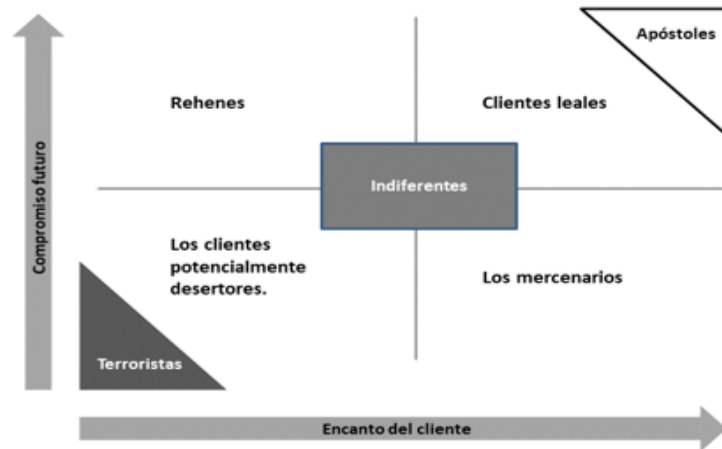 Apóstoles
Rehenes
Clientes leales
Indiferentes
Compromiso futuro
Los clientes
potencialmente
desertores.
Los mercenarios
Terroristas
Encanto del cliente